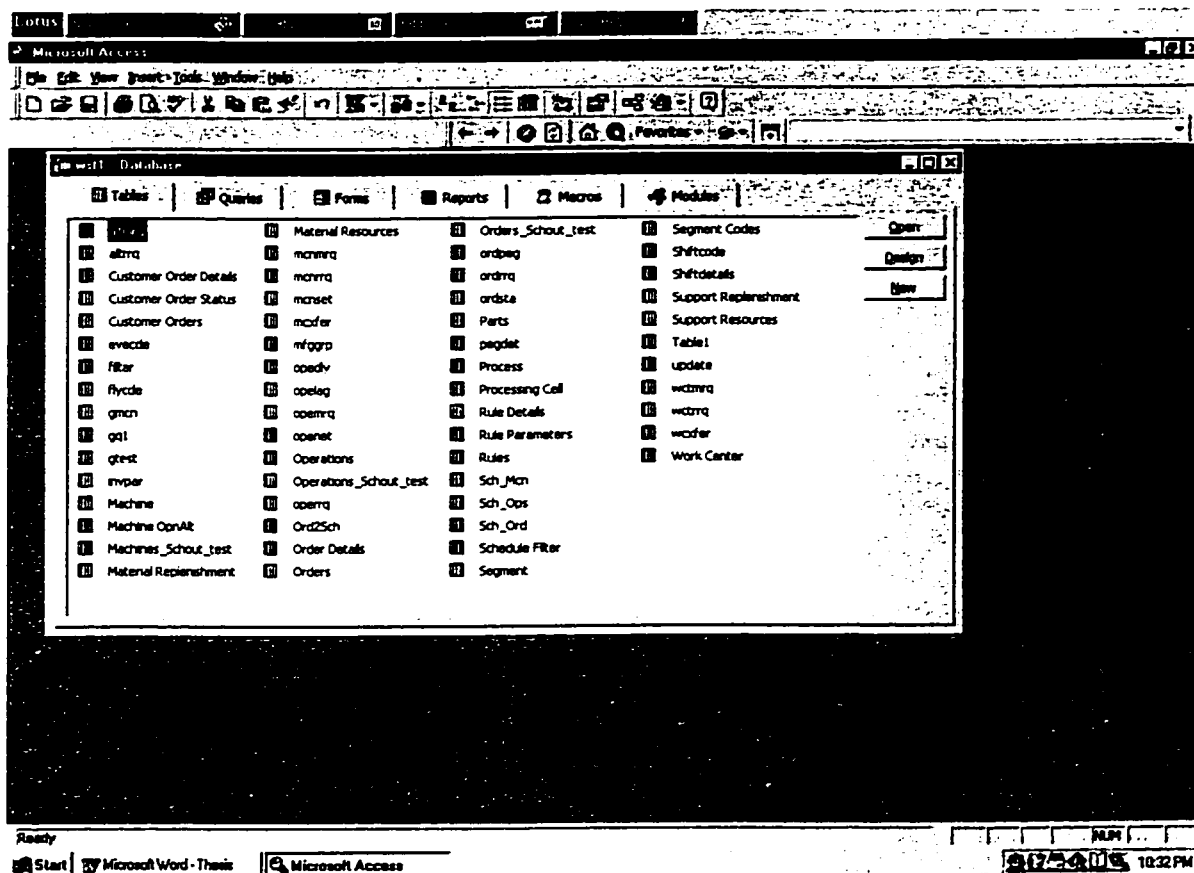 Lotus
Microsoft Access
File Edit View Insert Tools Window Help
Favorites Go
wstt1 : Database
Tables Queries Forms Reports Macros Modules
Material Resources Orders_Schout_test Segment Codes Open
altrrq mcnmrq ordpeg Shiftcode Design
Customer Order Details mcnrrq ordrrq Shiftdetails New
Customer Order Status mcnset ordsta Support Replenishment
Customer Orders mcxfer Parts Support Resources
evecde mfggrp pegdet Table1
filter opeadv Process update
flycde opelag Processing Cell wctmrq
gmcn opemrq Rule Details wctrrq
gq1 openet Rule Parameters wcxfer
gtest Operations Rules Work Center
invpar Operations_Schout_test Sch_Mcn
Machine operrq Sch_Ops
Machine OpnAlt Ord2Sch Sch_Ord
Machines_Schout_test Order Details Schedule Filter
Material Replenishment Orders Segment
Ready NUM
Start Microsoft Word - Thesis Microsoft Access 10:32 PM